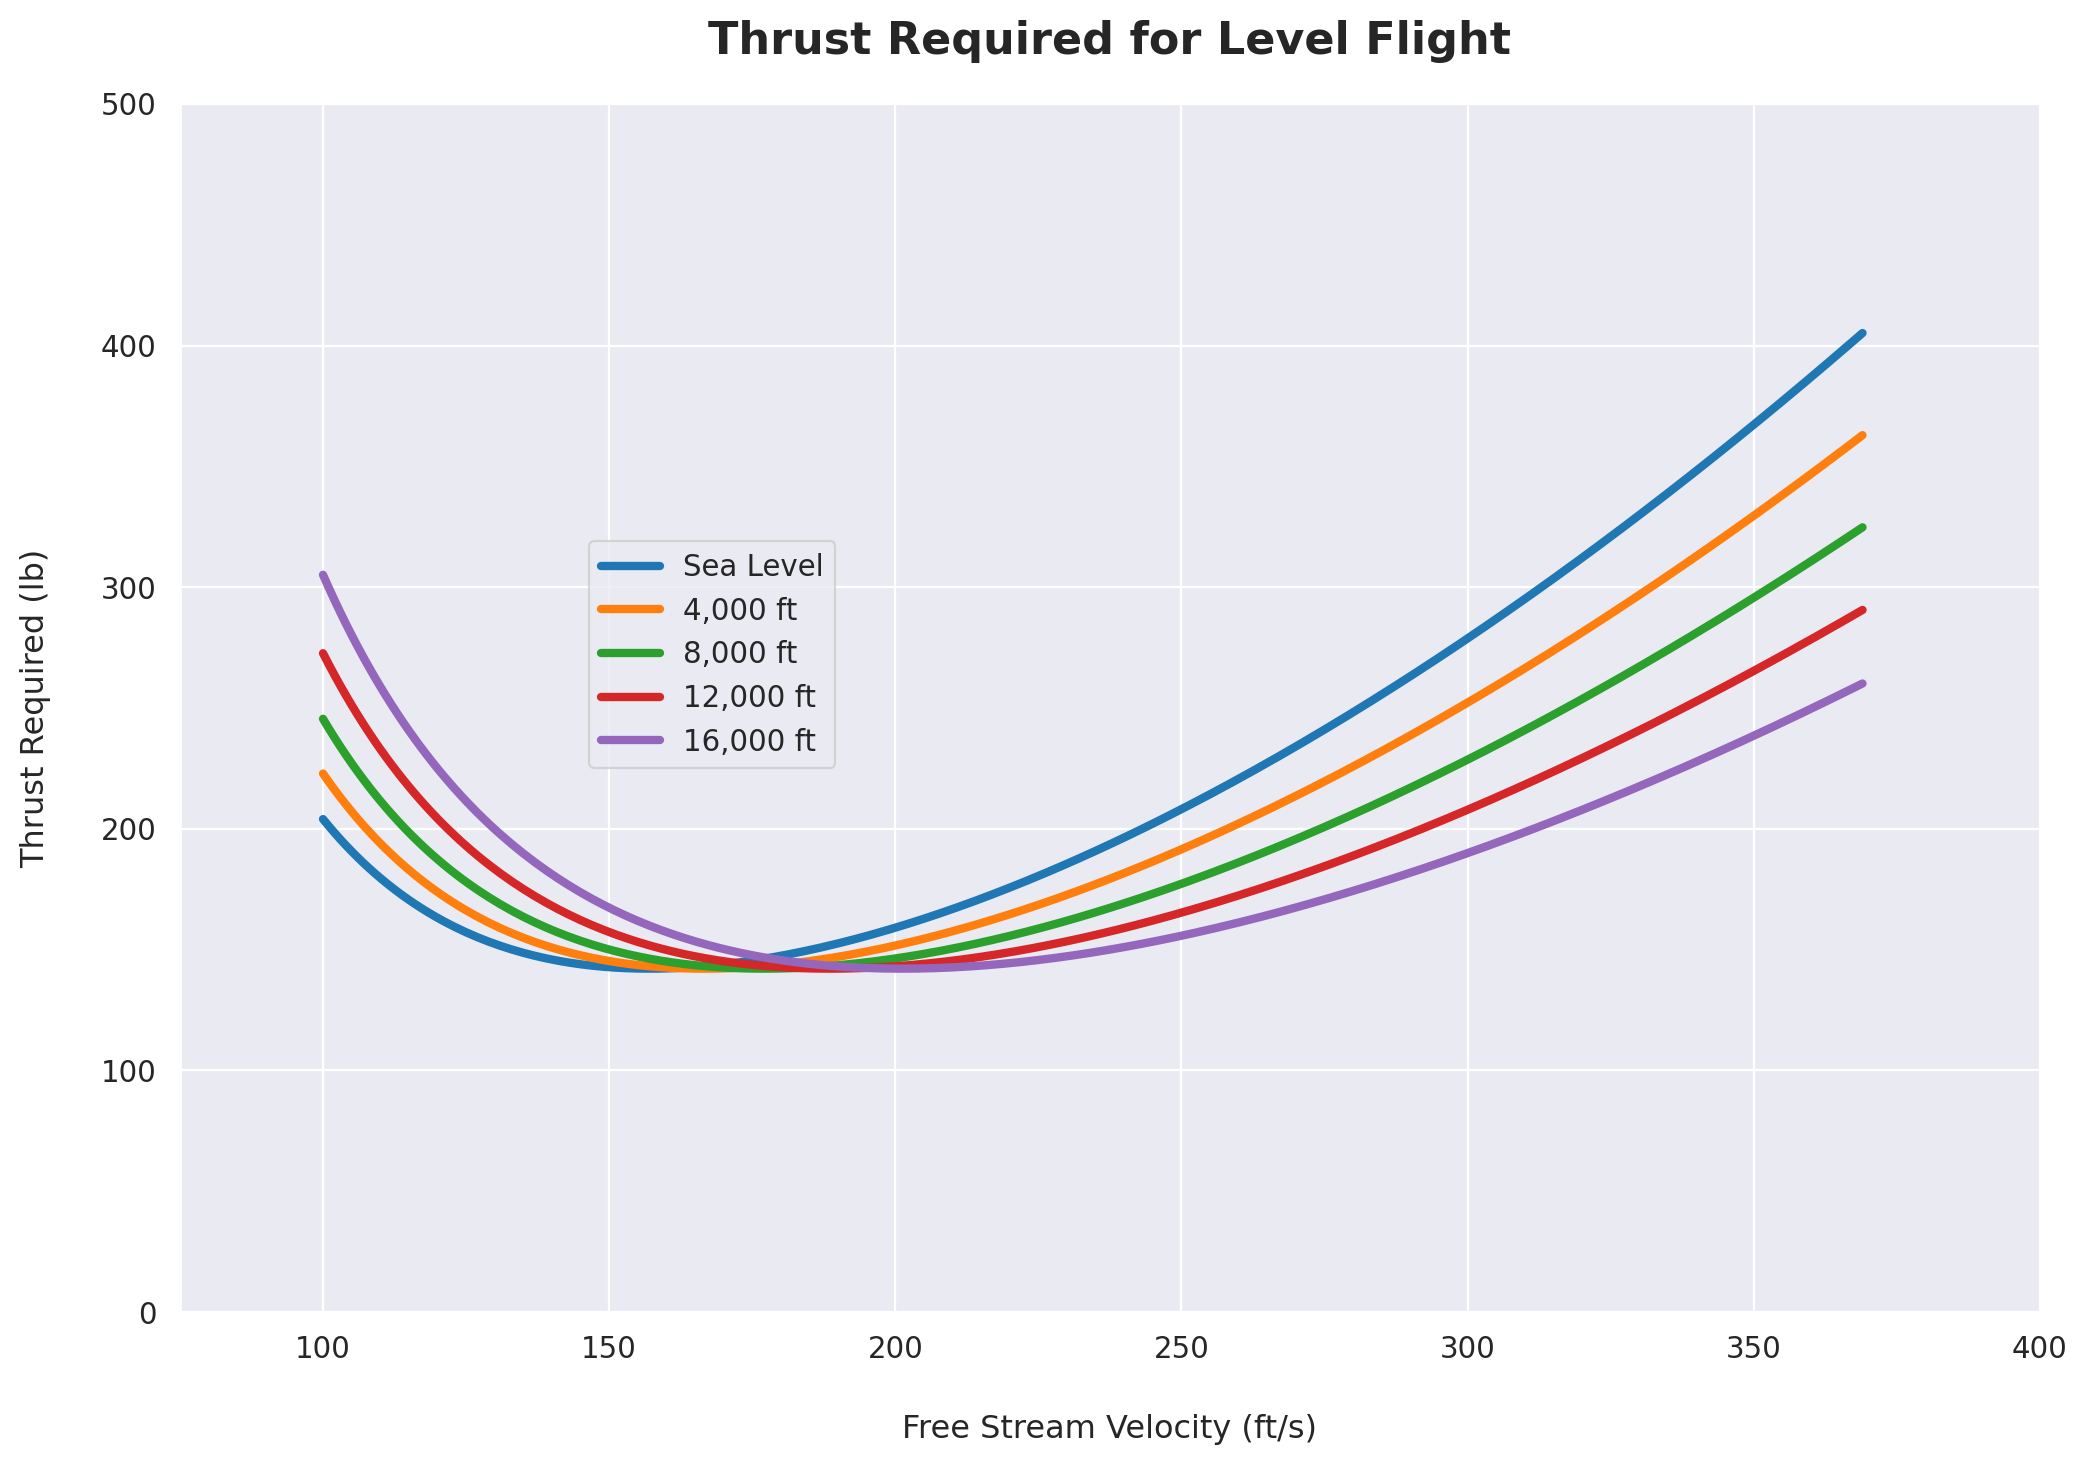 Thrust Required for Level Flight
500
400
300
200
100
0
Thrust Required (lb)
Sea Level
4,000 ft
8,000 ft
12,000 ft
16,000 ft
100 150 200 250 300 350 400
Free Stream Velocity (ft/s)